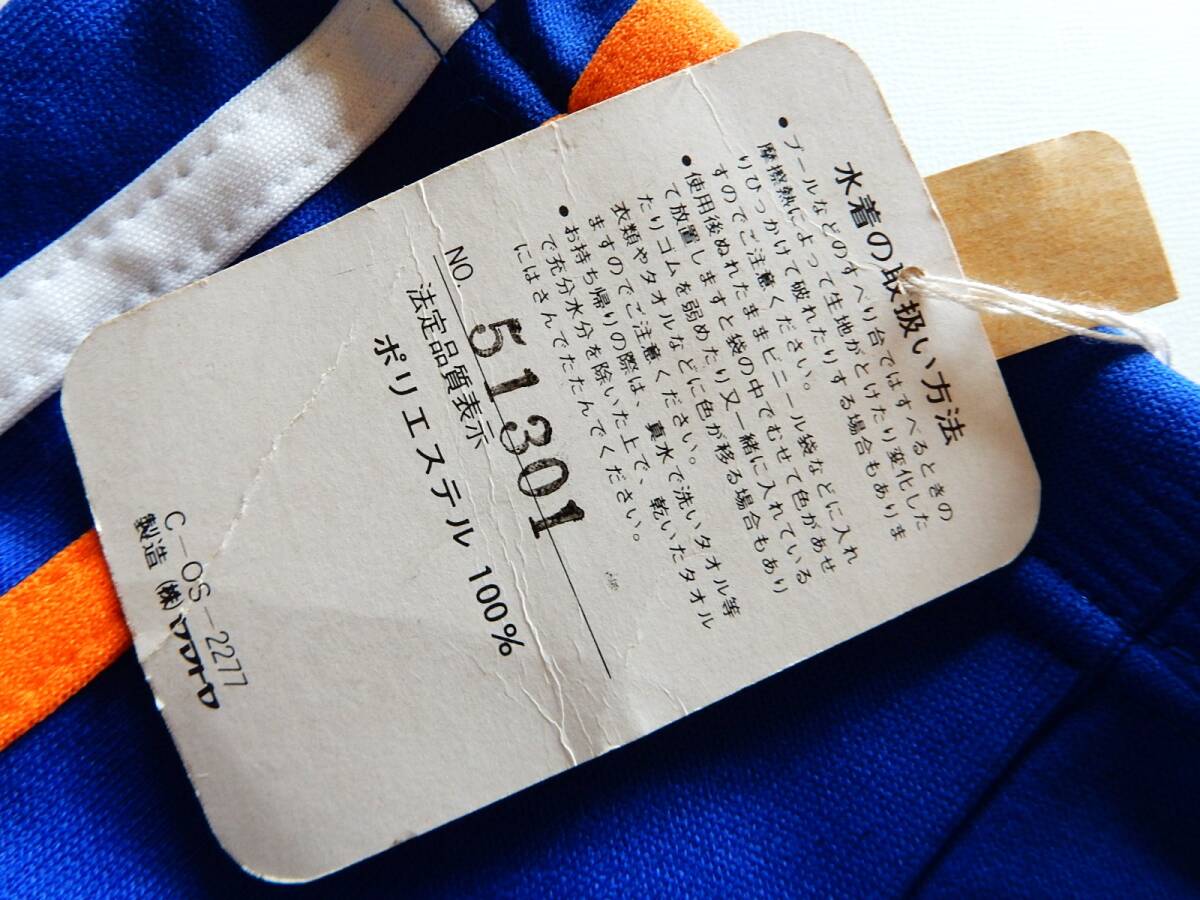 水着の取扱い方法
●プールなどのすべり台ではすべるときの
摩擦熱によって生地がとけたり変化した
りひっかけて破れたりする場合もありま
すのでご注意ください。
●使用後ぬれたままビニール袋などに入れ
て放置しますと袋の中でむせて色があせ
たりゴムを弱めたり又一緒に入れている
衣類やタオルなどに色が移る場合もあり
ますのでご注意ください。
●お持ち帰りの際は、真水で洗いタオル等
で充分水分を除いた上で、乾いたタオル
にはさんでたたんでください。
NO 51301
法定品質表示
ポリエステル 100%
C-OS-2277
製造 ㈱